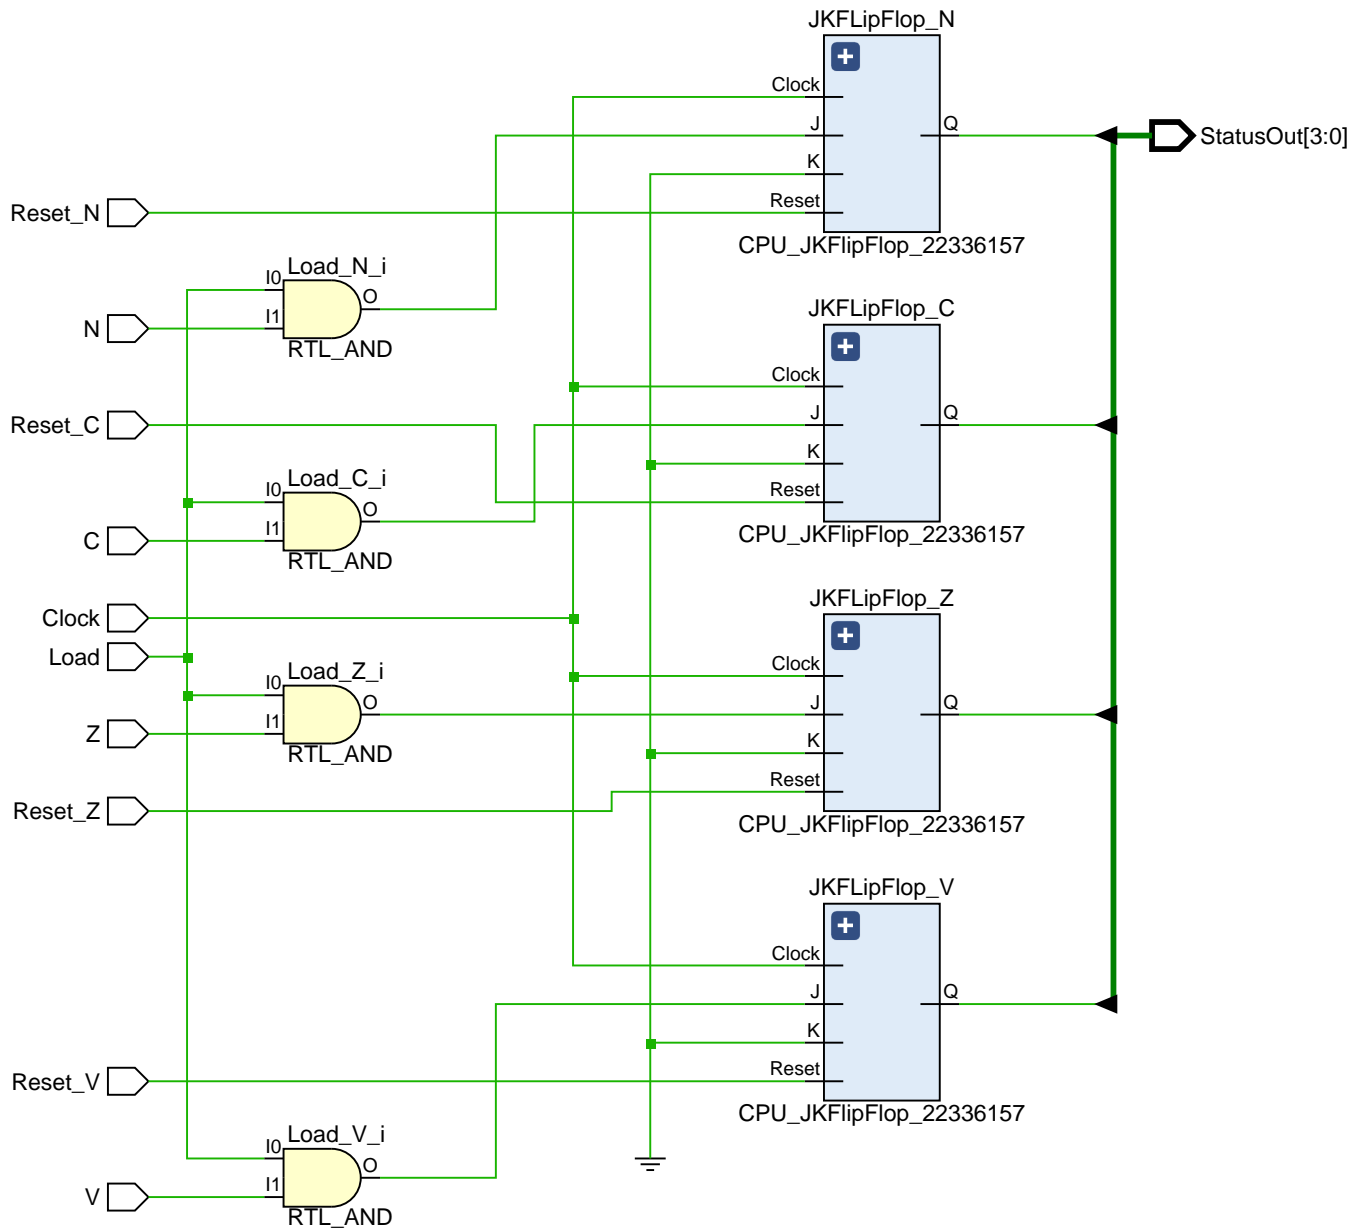 JKFLipFlop_N
Clock
J
K
Reset
Q
CPU_JKFlipFlop_22336157
StatusOut[3:0]
Reset_N
Load_N_i
I0
I1
O
RTL_AND
N
JKFLipFlop_C
Clock
J
K
Reset
Q
CPU_JKFlipFlop_22336157
Reset_C
Load_C_i
I0
I1
O
RTL_AND
C
Clock
Load
JKFLipFlop_Z
Clock
J
K
Reset
Q
CPU_JKFlipFlop_22336157
Load_Z_i
I0
I1
O
RTL_AND
Z
Reset_Z
JKFLipFlop_V
Clock
J
K
Reset
Q
CPU_JKFlipFlop_22336157
Reset_V
Load_V_i
I0
I1
O
RTL_AND
V